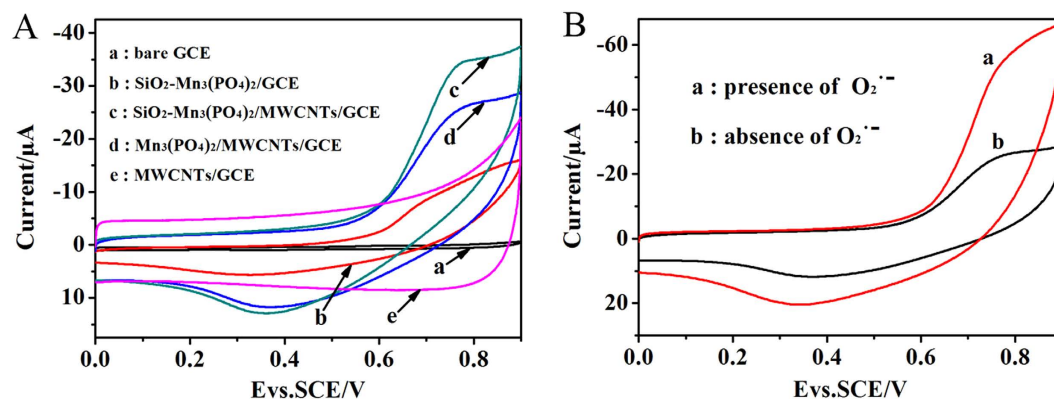 A
B
a : bare GCE
b : SiO₂-Mn₃(PO₄)₂/GCE
c : SiO₂-Mn₃(PO₄)₂/MWCNTs/GCE
d : Mn₃(PO₄)₂/MWCNTs/GCE
e : MWCNTs/GCE
Current/μA
-40
-30
-20
-10
0
10
0.0 0.2 0.4 0.6 0.8
Evs.SCE/V
c
d
a
b
e
a : presence of O₂·⁻
b : absence of O₂·⁻
Current/μA
-60
-40
-20
0
20
0.0 0.2 0.4 0.6 0.8
Evs.SCE/V
a
b